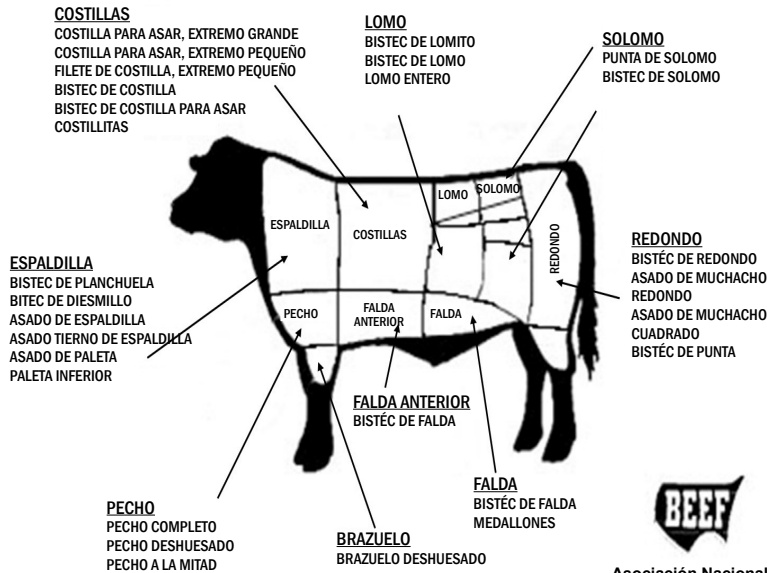 COSTILLAS
COSTILLA PARA ASAR, EXTREMO GRANDE
COSTILLA PARA ASAR, EXTREMO PEQUEÑO
FILETE DE COSTILLA, EXTREMO PEQUEÑO
BISTEC DE COSTILLA
BISTEC DE COSTILLA PARA ASAR
COSTILLITAS
LOMO
BISTEC DE LOMITO
BISTEC DE LOMO
LOMO ENTERO
SOLOMO
PUNTA DE SOLOMO
BISTEC DE SOLOMO
LOMO
SOLOMO
ESPALDILLA
COSTILLAS
REDONDO
PECHO
FALDA
ANTERIOR
FALDA
ESPALDILLA
BISTEC DE PLANCHUELA
BITEC DE DIESMILLO
ASADO DE ESPALDILLA
ASADO TIERNO DE ESPALDILLA
ASADO DE PALETA
PALETA INFERIOR
REDONDO
BISTÉC DE REDONDO
ASADO DE MUCHACHO
REDONDO
ASADO DE MUCHACHO
CUADRADO
BISTÉC DE PUNTA
FALDA ANTERIOR
BISTÉC DE FALDA
FALDA
BISTÉC DE FALDA
MEDALLONES
PECHO
PECHO COMPLETO
PECHO DESHUESADO
PECHO A LA MITAD
BRAZUELO
BRAZUELO DESHUESADO
BEEF
Asociación Nacional